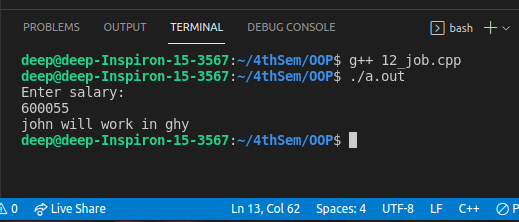 PROBLEMS OUTPUT TERMINAL DEBUG CONSOLE bash
deep@deep-Inspiron-15-3567:~/4thSem/OOP$ g++ 12_job.cpp
deep@deep-Inspiron-15-3567:~/4thSem/OOP$ ./a.out
Enter salary:
600055
john will work in ghy
deep@deep-Inspiron-15-3567:~/4thSem/OOP$
0 Live Share Ln 13, Col 62 Spaces: 4 UTF-8 LF C++ P